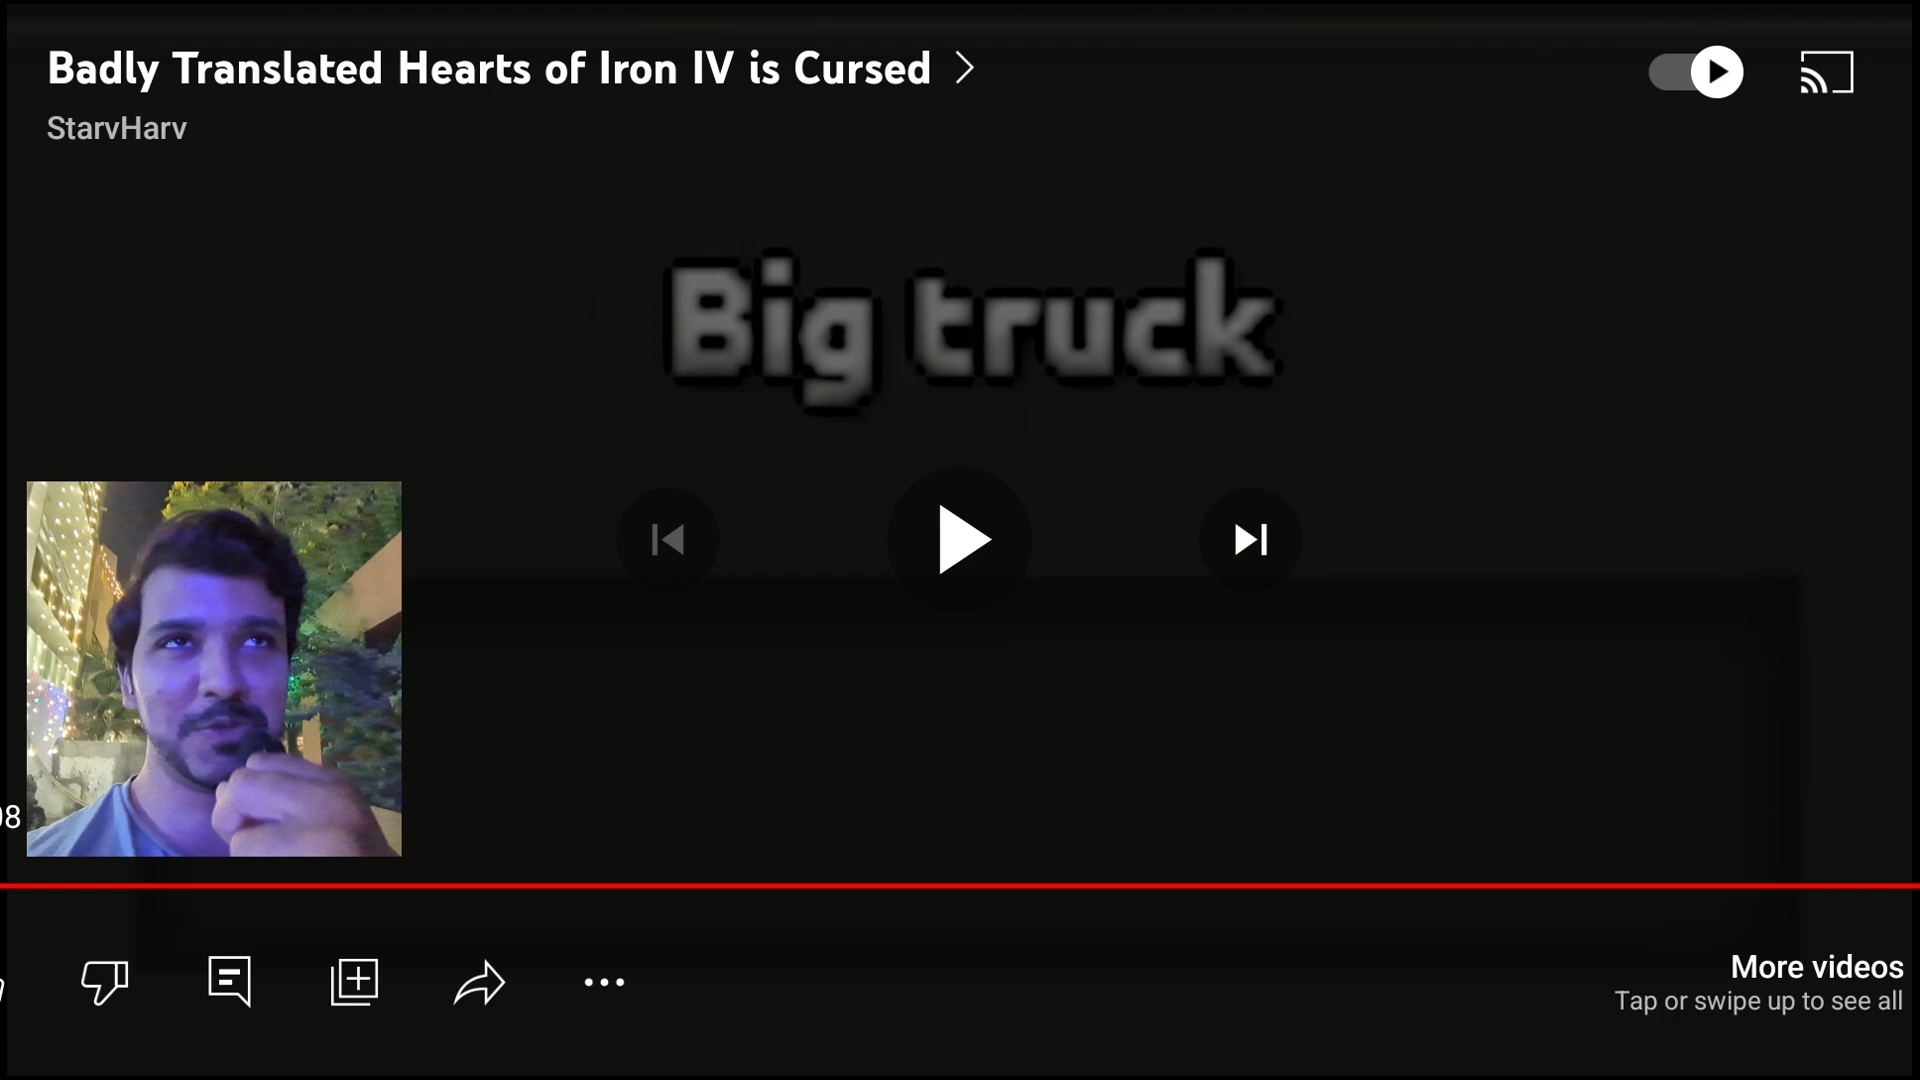 Badly Translated Hearts of Iron IV is Cursed
StarvHarv
Big truck
08
More videos
Tap or swipe up to see all